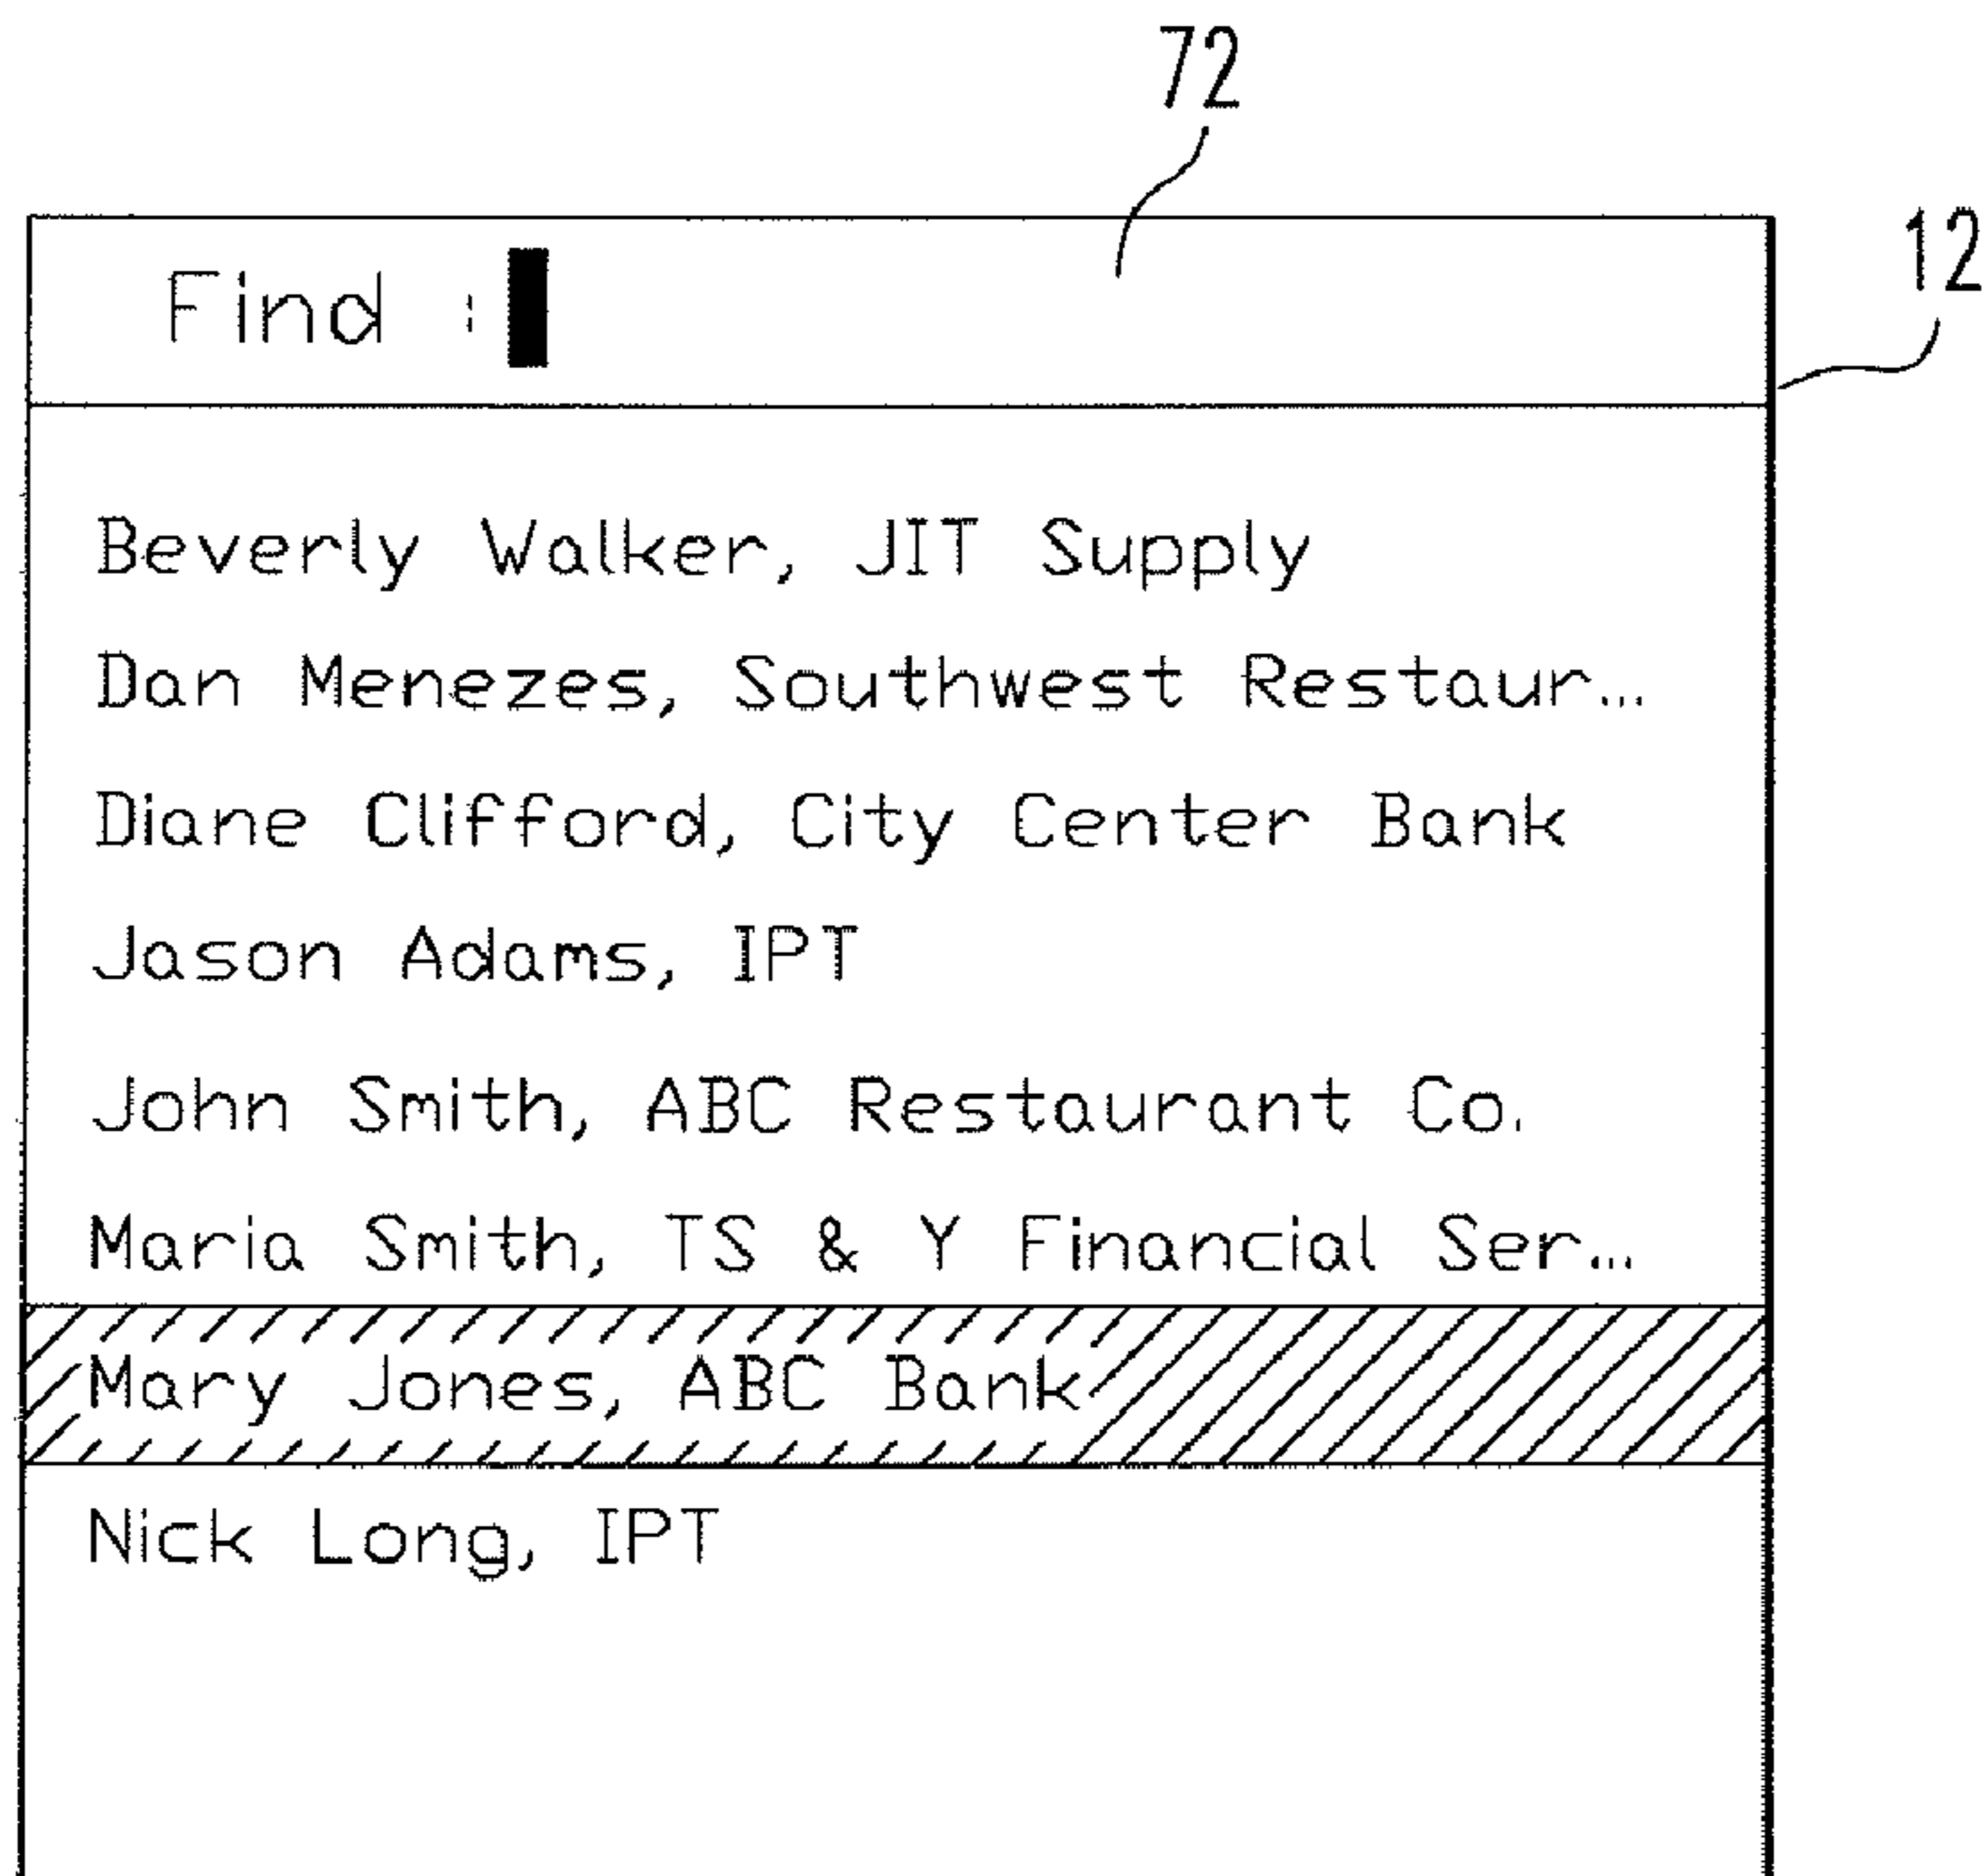 72
12
Find :
Beverly Walker, JIT Supply
Dan Menezes, Southwest Restaur...
Diane Clifford, City Center Bank
Jason Adams, IPT
John Smith, ABC Restaurant Co.
Maria Smith, TS & Y Financial Ser...
Mary Jones, ABC Bank
Nick Long, IPT